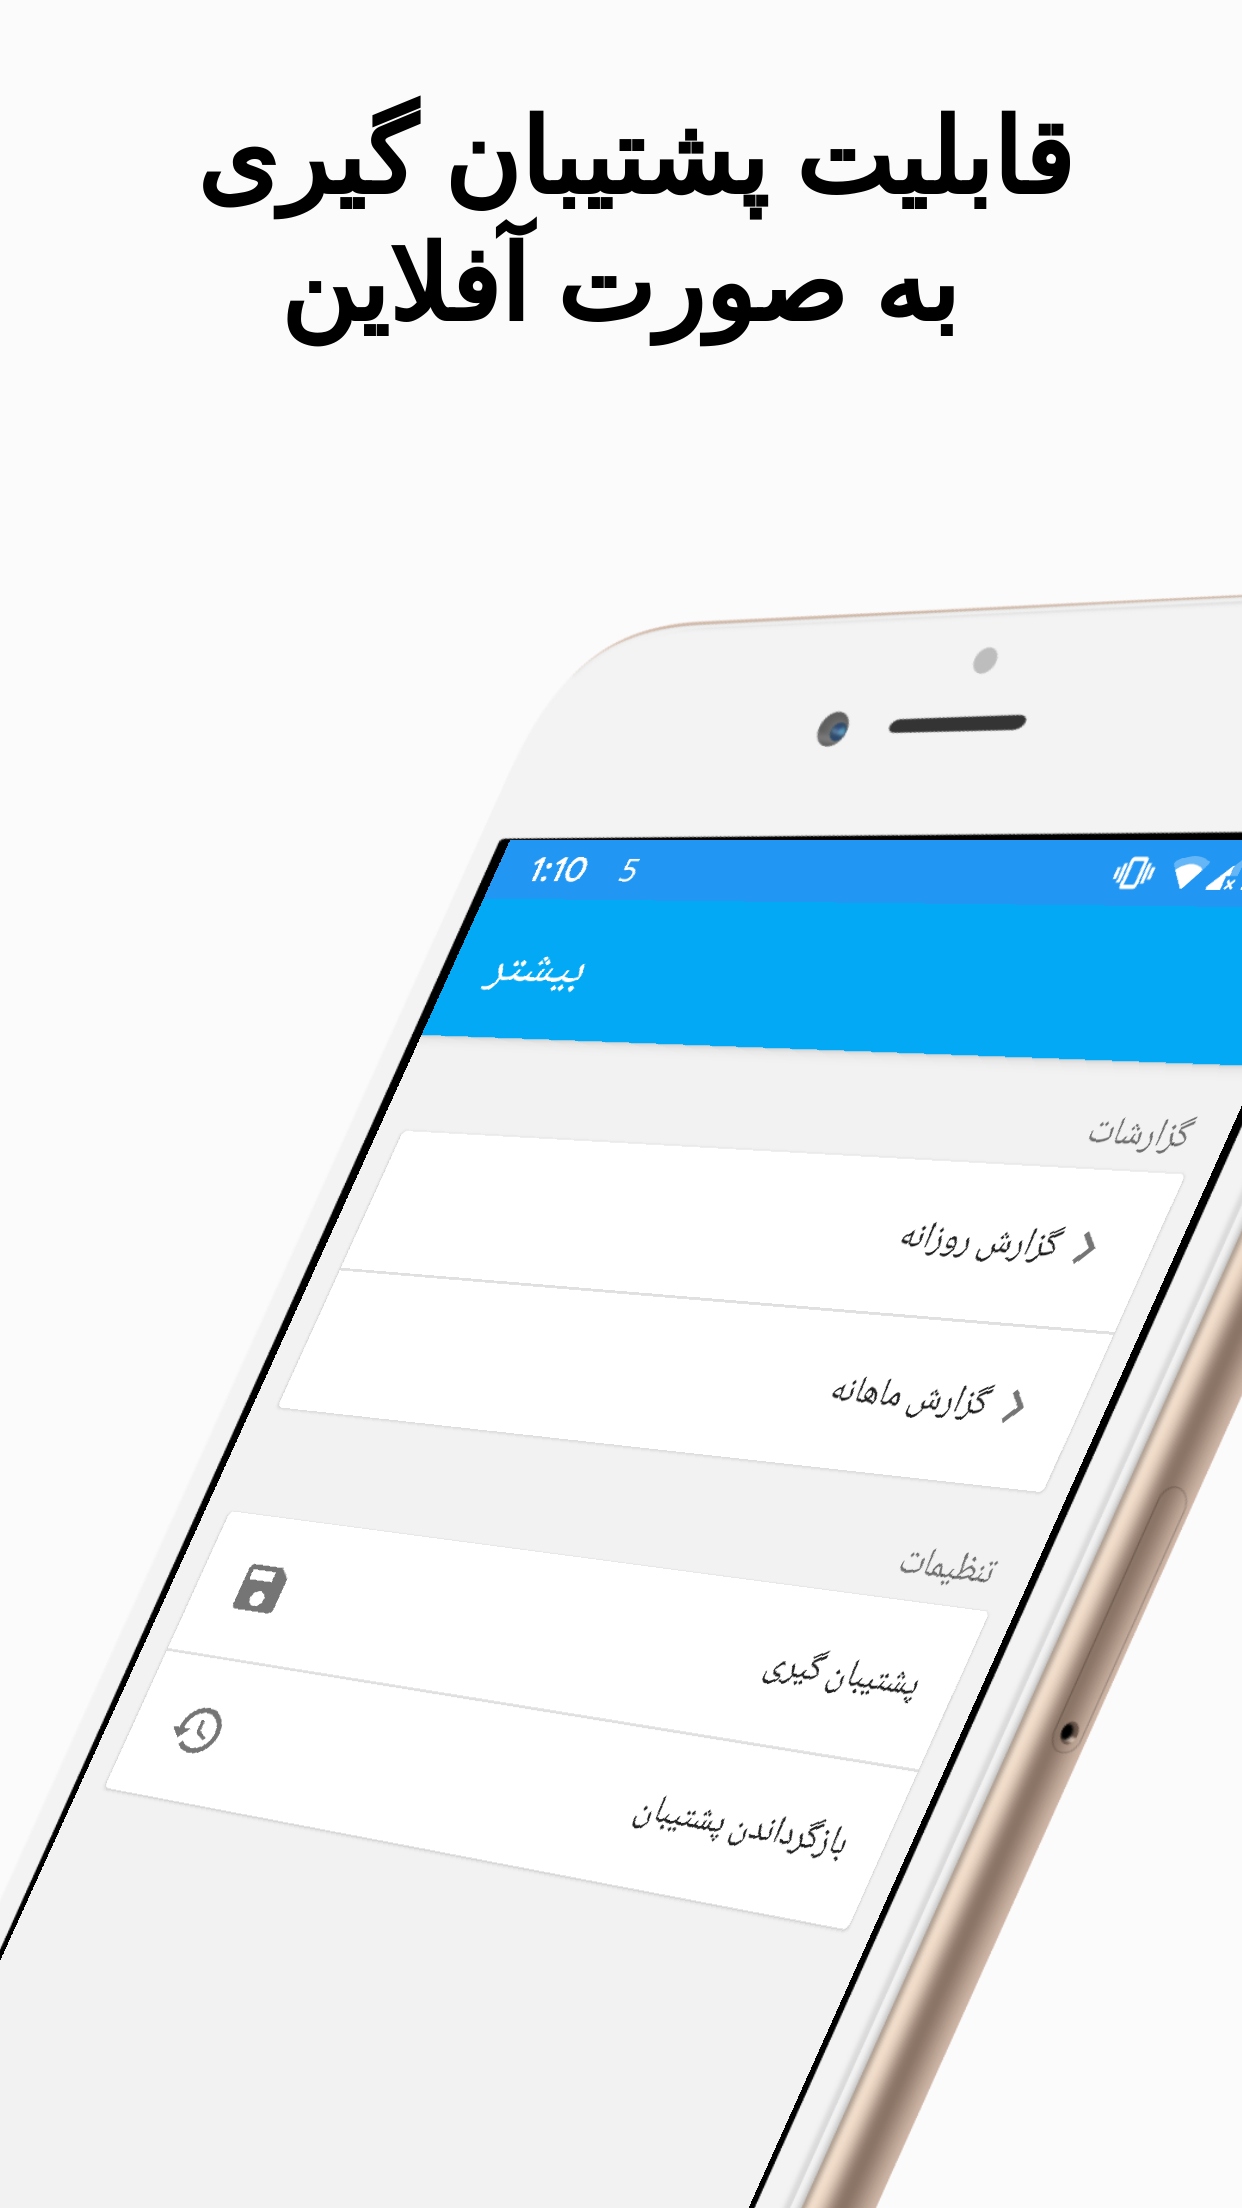 قابلیت پشتیبان گیری
به صورت آفلاین
1:10 5
بیشتر
گزارشات
گزارش روزانه
گزارش ماهانه
تنظیمات
پشتیبان گیری
بازگرداندن پشتیبان